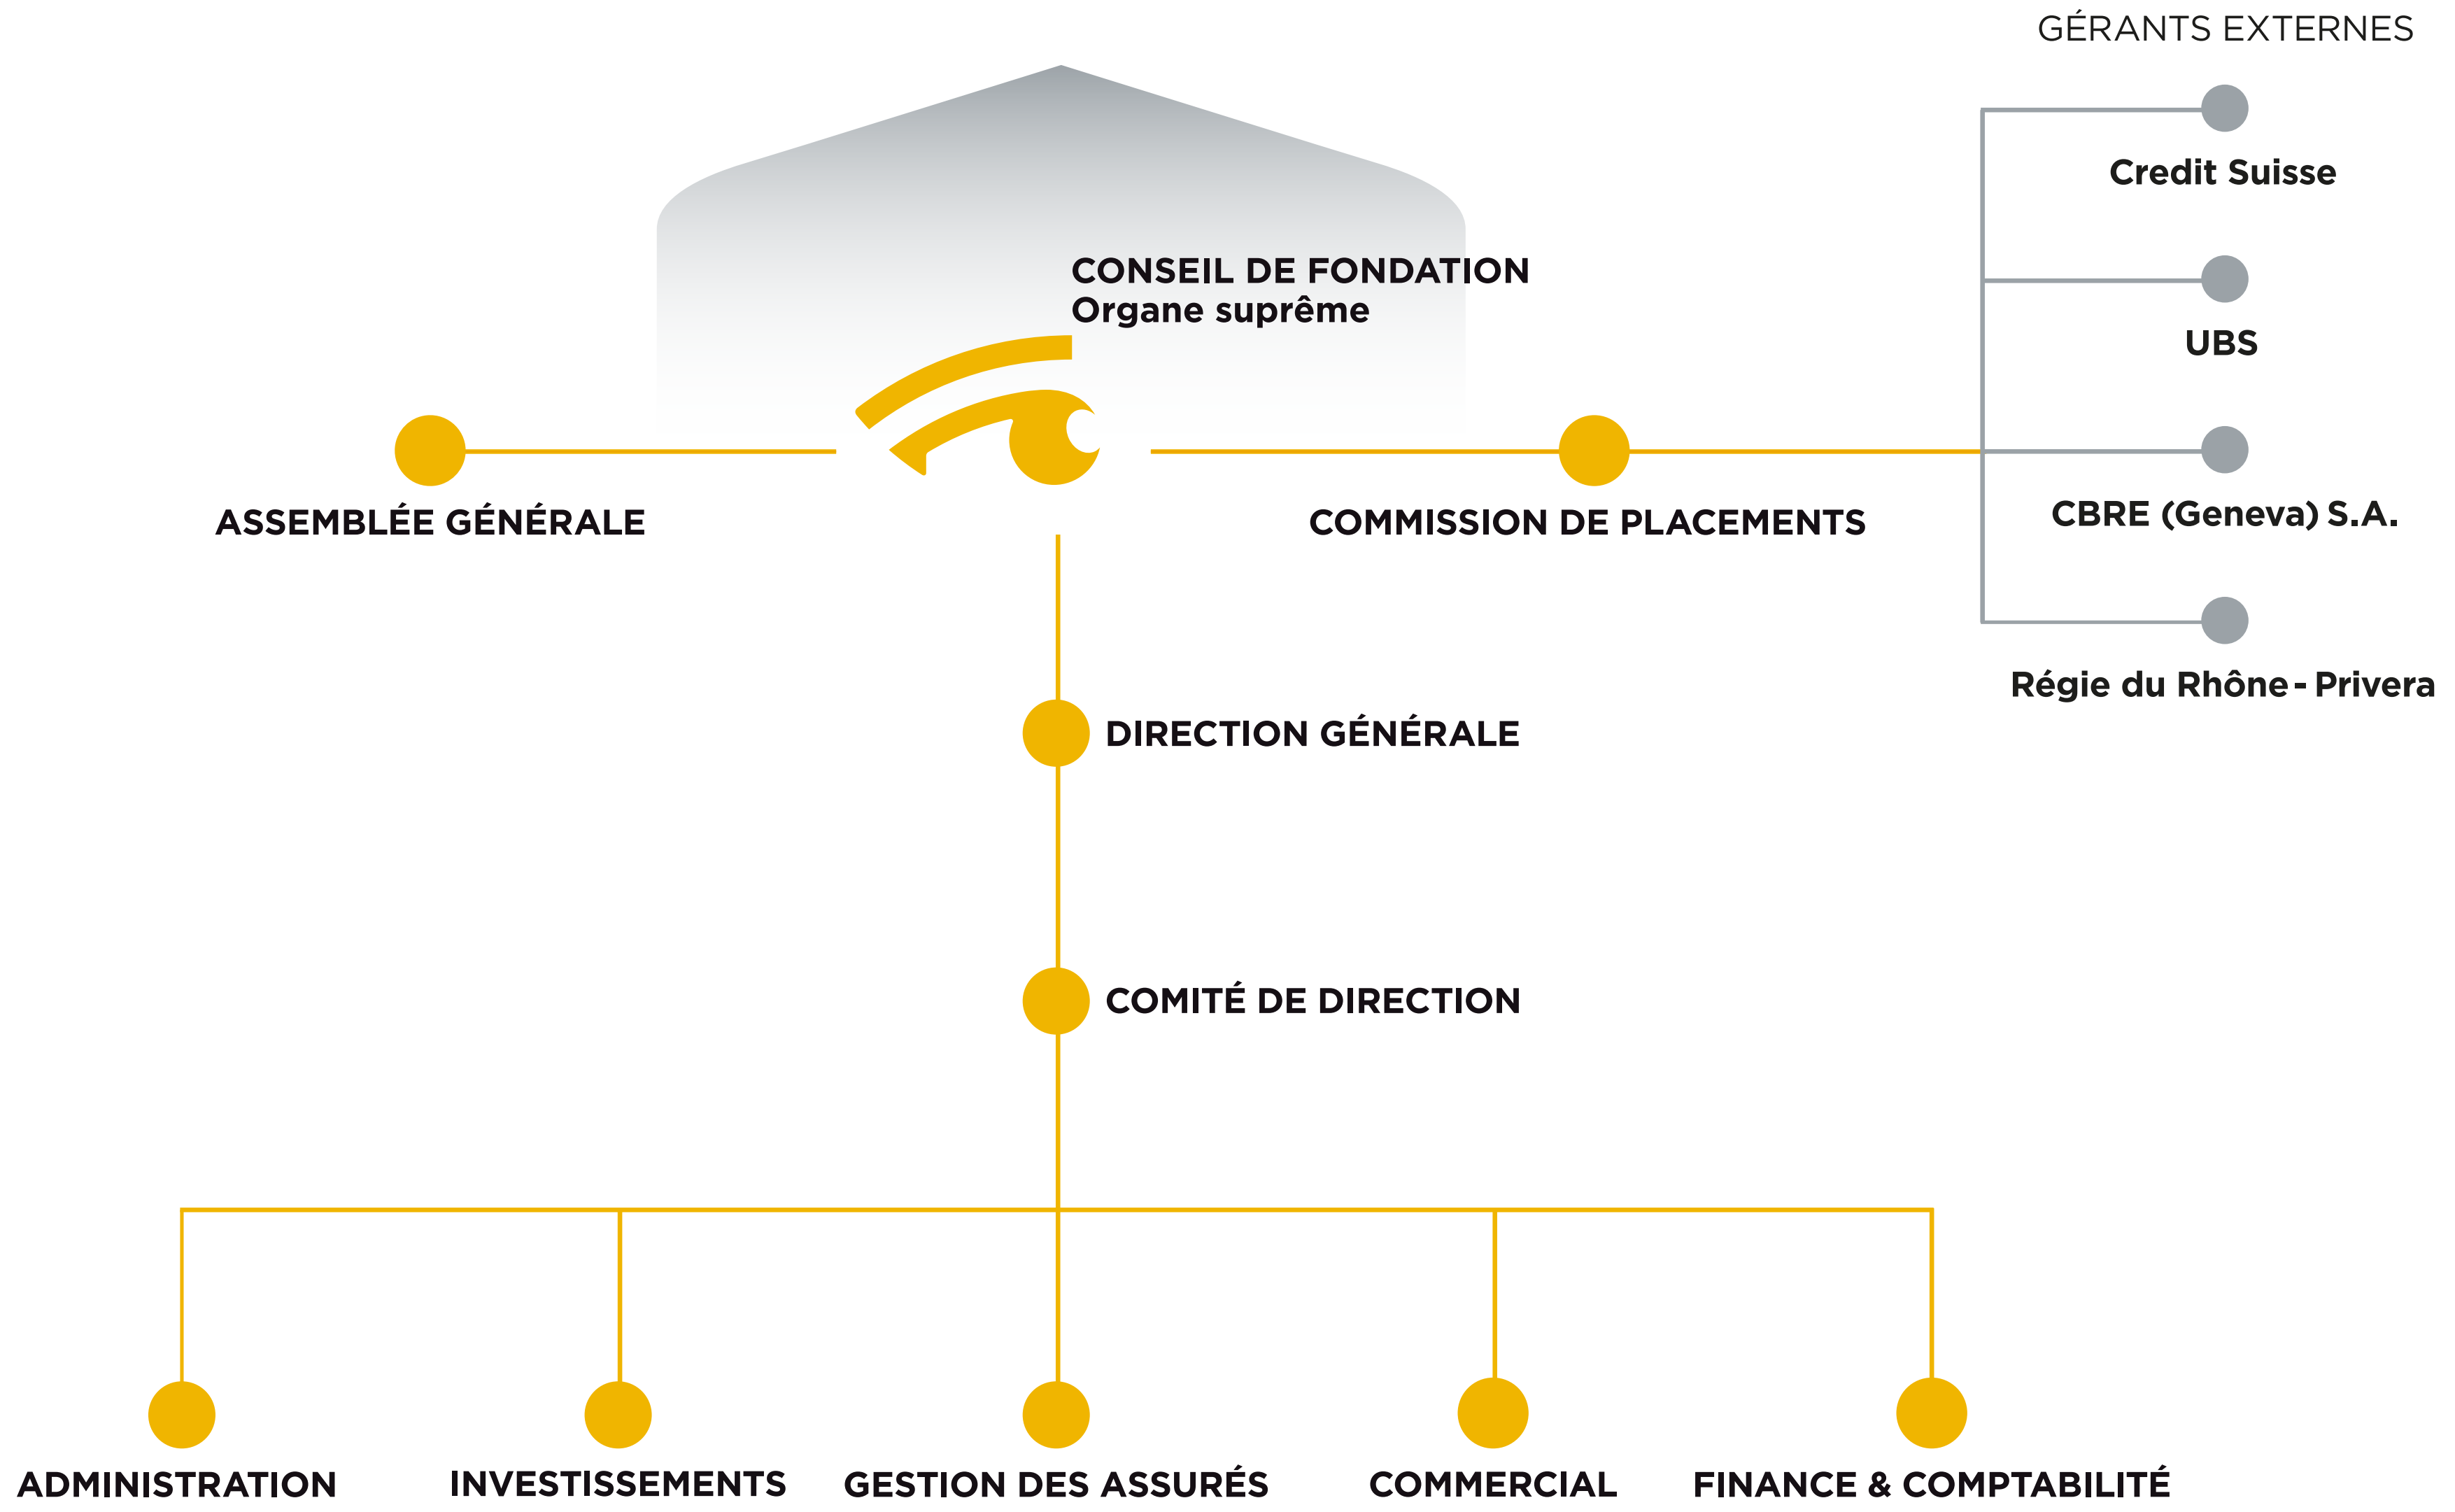 GÉRANTS EXTERNES
Credit Suisse
CONSEIL DE FONDATION
Organe suprême
UBS
ASSEMBLÉE GÉNÉRALE
COMMISSION DE PLACEMENTS
CBRE (Geneva) S.A.
Régie du Rhône - Privera
DIRECTION GÉNÉRALE
COMITÉ DE DIRECTION
ADMINISTRATION
INVESTISSEMENTS
GESTION DES ASSURÉS
COMMERCIAL
FINANCE & COMPTABILITÉ